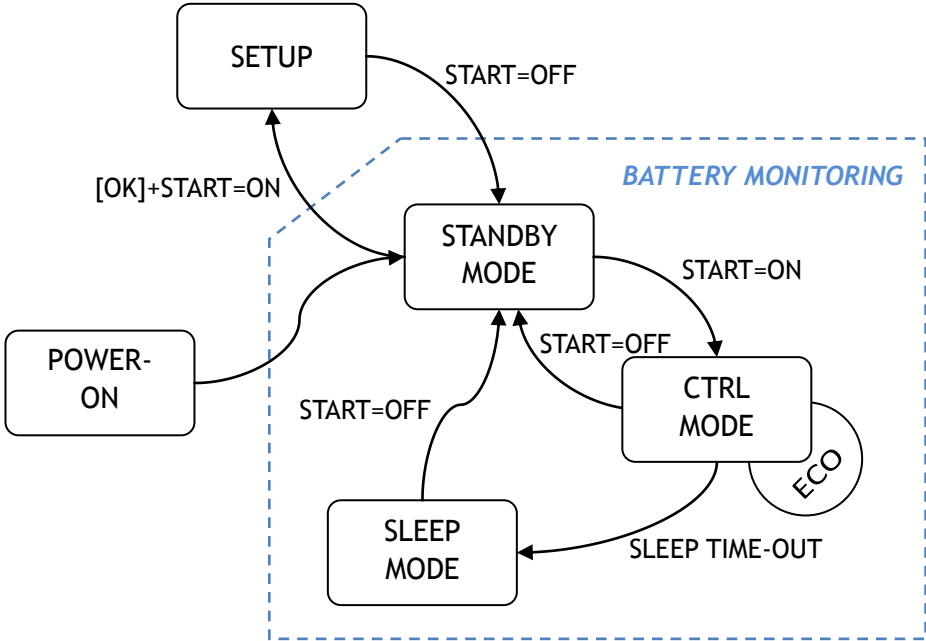 SETUP
START=OFF
[OK]+START=ON
BATTERY MONITORING
STANDBY
MODE
START=ON
START=OFF
POWER-
ON
CTRL
MODE
START=OFF
ECO
SLEEP
MODE
SLEEP TIME-OUT